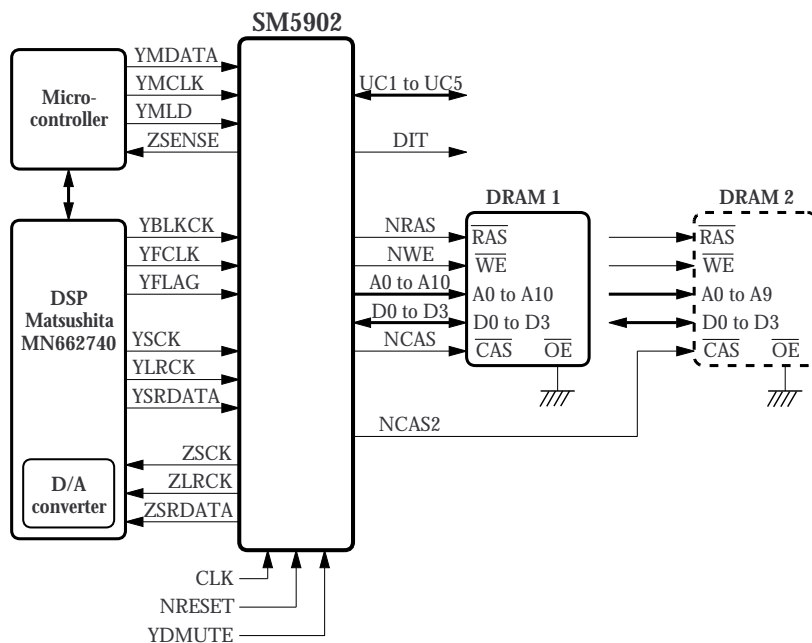 SM5902
Micro-
controller
YMDATA
YMCLK
YMLD
ZSENSE
UC1 to UC5
DIT
DSP
Matsushita
MN662740
YBLKCK
YFCLK
YFLAG
YSCK
YLRCK
YSRDATA
ZSCK
ZLRCK
ZSRDATA
D/A
converter
NRAS
NWE
A0 to A10
D0 to D3
NCAS
NCAS2
DRAM 1
RAS
WE
A0 to A10
D0 to D3
CAS OE
DRAM 2
RAS
WE
A0 to A9
D0 to D3
CAS OE
CLK
NRESET
YDMUTE